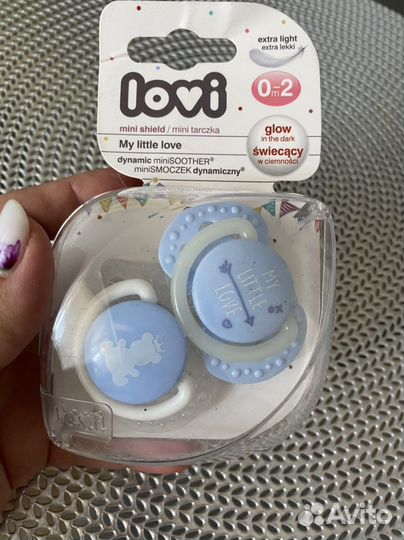 lovi
extra light
extra lekki
0-2
m
mini shield / mini tarczka
My little love
dynamic miniSOOTHER®
miniSMOCZEK dynamiczny®
glow
in the dark
świecący
w ciemności
MY
LITTLE
LOVE
lovi
Avito